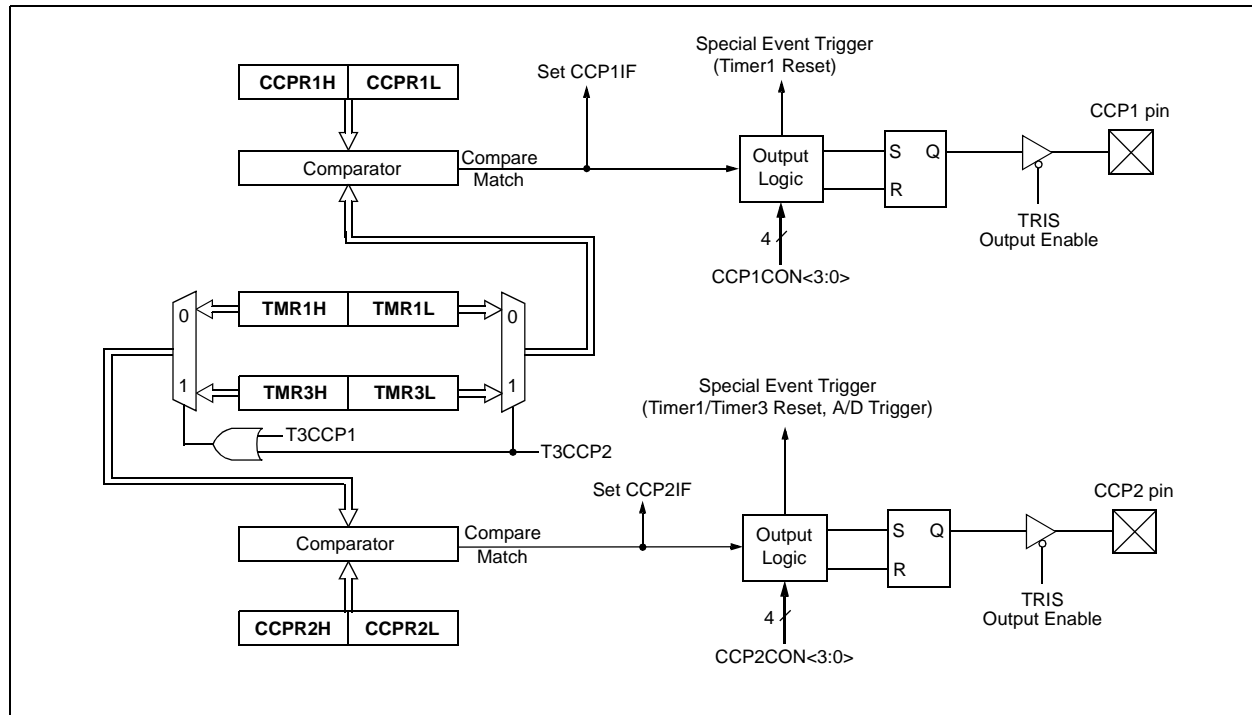 Special Event Trigger
(Timer1 Reset)
Set CCP1IF
CCPR1H CCPR1L
CCP1 pin
Comparator
Compare
Match
Output
Logic
S Q
R
TRIS
Output Enable
4
CCP1CON<3:0>
0
TMR1H TMR1L
0
1
TMR3H TMR3L
1
Special Event Trigger
(Timer1/Timer3 Reset, A/D Trigger)
T3CCP1
T3CCP2
Set CCP2IF
CCP2 pin
Comparator
Compare
Match
Output
Logic
S Q
R
TRIS
Output Enable
4
CCPR2H CCPR2L
CCP2CON<3:0>